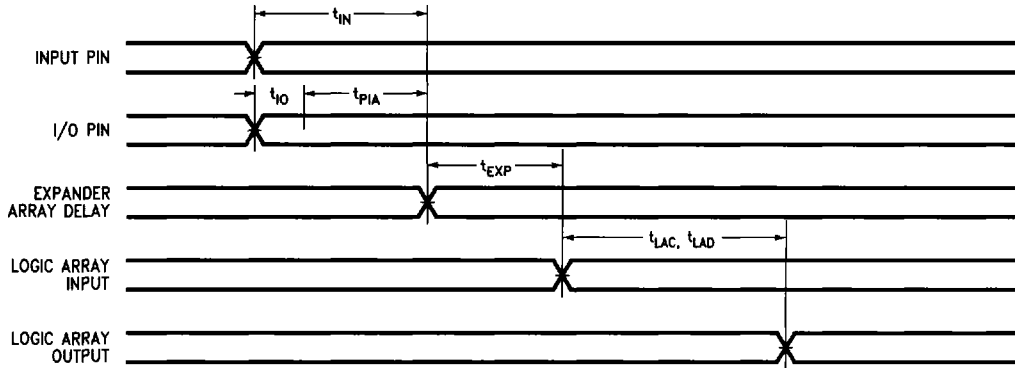 t_IN
INPUT PIN
t_IO t_PIA
I/O PIN
t_EXP
EXPANDER
ARRAY DELAY
t_LAC, t_LAD
LOGIC ARRAY
INPUT
LOGIC ARRAY
OUTPUT